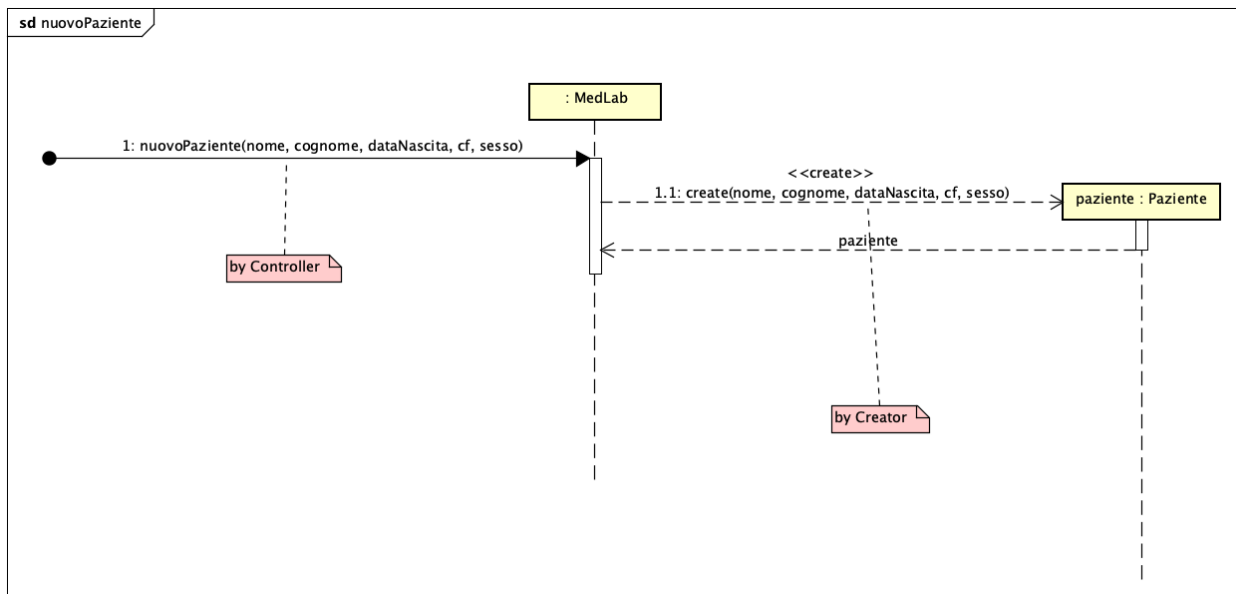 sd nuovoPaziente
: MedLab
1: nuovoPaziente(nome, cognome, dataNascita, cf, sesso)
<<create>>
1.1: create(nome, cognome, dataNascita, cf, sesso)
paziente : Paziente
paziente
by Controller
by Creator